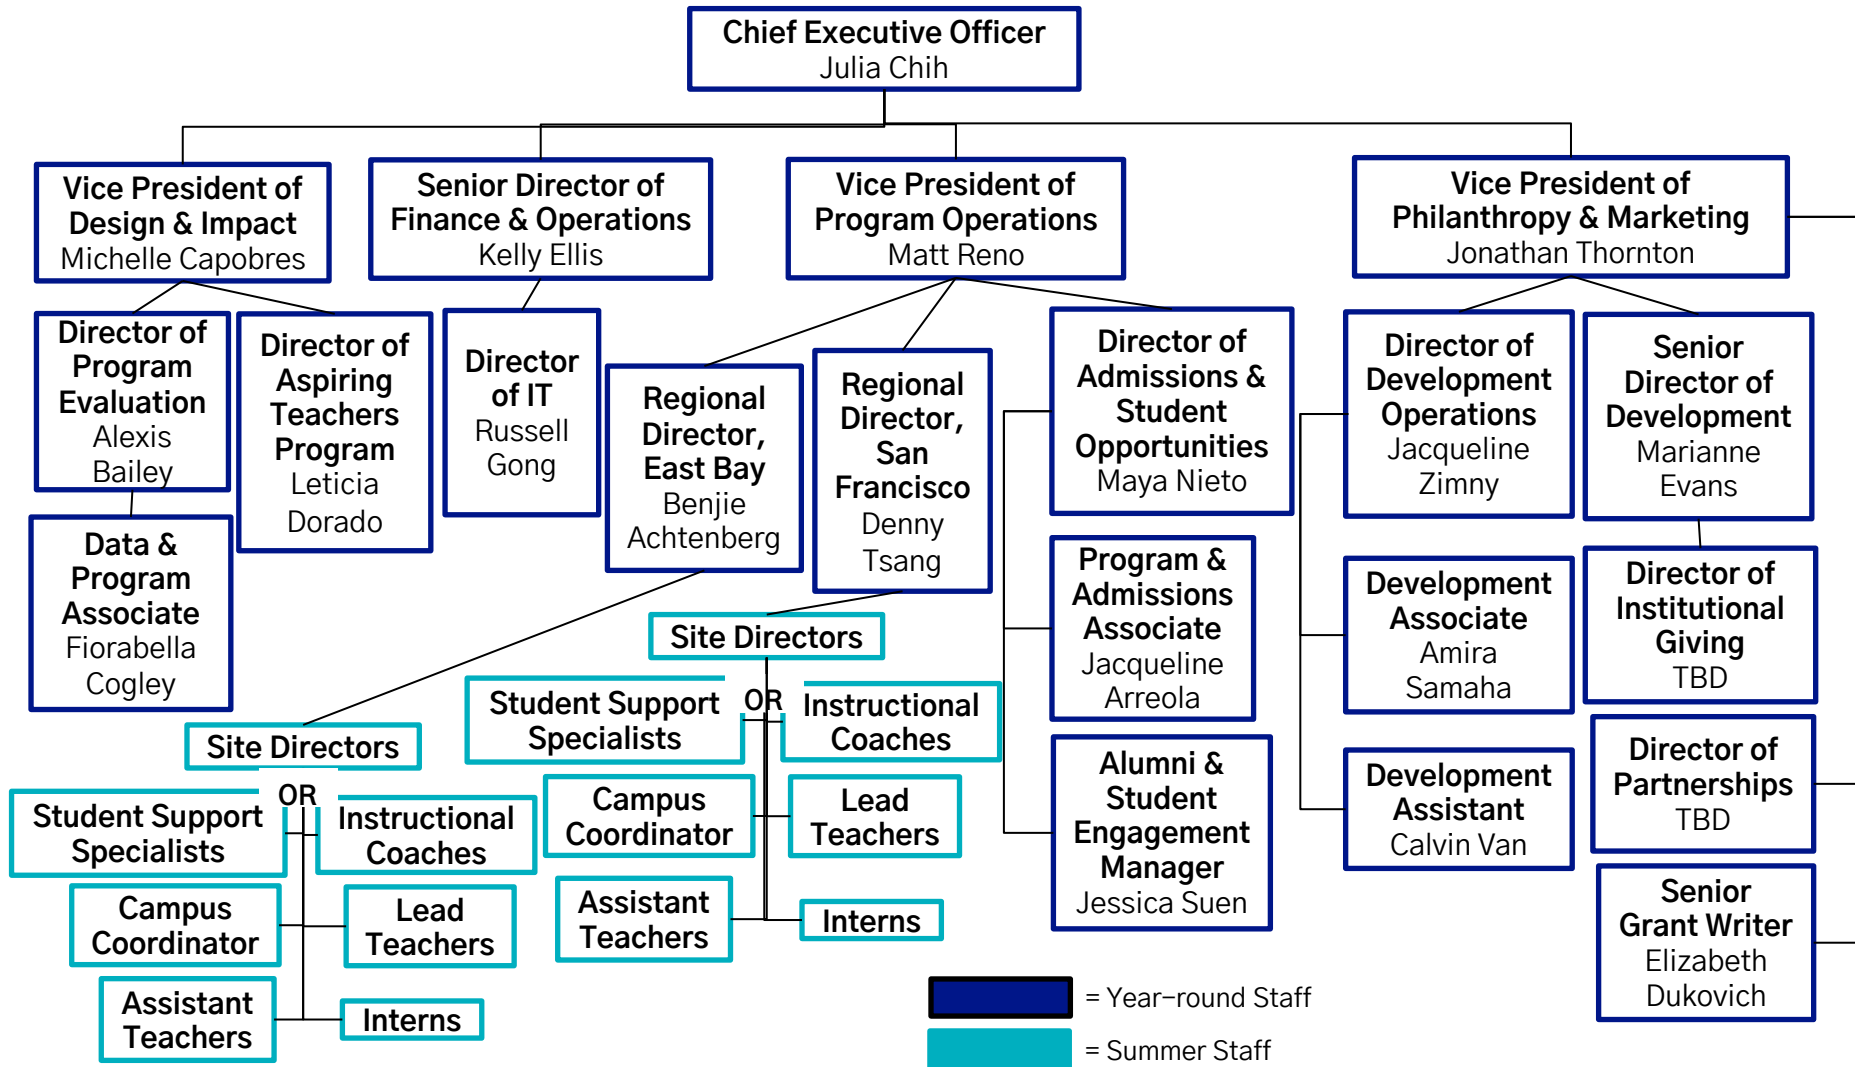 Chief Executive Officer
Julia Chih
Vice President of
Design & Impact
Michelle Capobres
Senior Director of
Finance & Operations
Kelly Ellis
Vice President of
Program Operations
Matt Reno
Vice President of
Philanthropy & Marketing
Jonathan Thornton
Director of
Program
Evaluation
Alexis
Bailey
Director of
Aspiring
Teachers
Program
Leticia
Dorado
Director
of IT
Russell
Gong
Regional
Director,
East Bay
Benjie
Achtenberg
Regional
Director,
San
Francisco
Denny
Tsang
Director of
Admissions &
Student
Opportunities
Maya Nieto
Director of
Development
Operations
Jacqueline
Zimny
Senior
Director of
Development
Marianne
Evans
Data &
Program
Associate
Fiorabella
Cogley
Program &
Admissions
Associate
Jacqueline
Arreola
Development
Associate
Amira
Samaha
Director of
Institutional
Giving
TBD
Site Directors
Student Support
Specialists
OR
Instructional
Coaches
Campus
Coordinator
Lead
Teachers
Assistant
Teachers
Interns
Site Directors
OR
Student Support
Specialists
Instructional
Coaches
Campus
Coordinator
Lead
Teachers
Assistant
Teachers
Interns
Alumni &
Student
Engagement
Manager
Jessica Suen
Development
Assistant
Calvin Van
Director of
Partnerships
TBD
Senior
Grant Writer
Elizabeth
Dukovich
= Year-round Staff
= Summer Staff